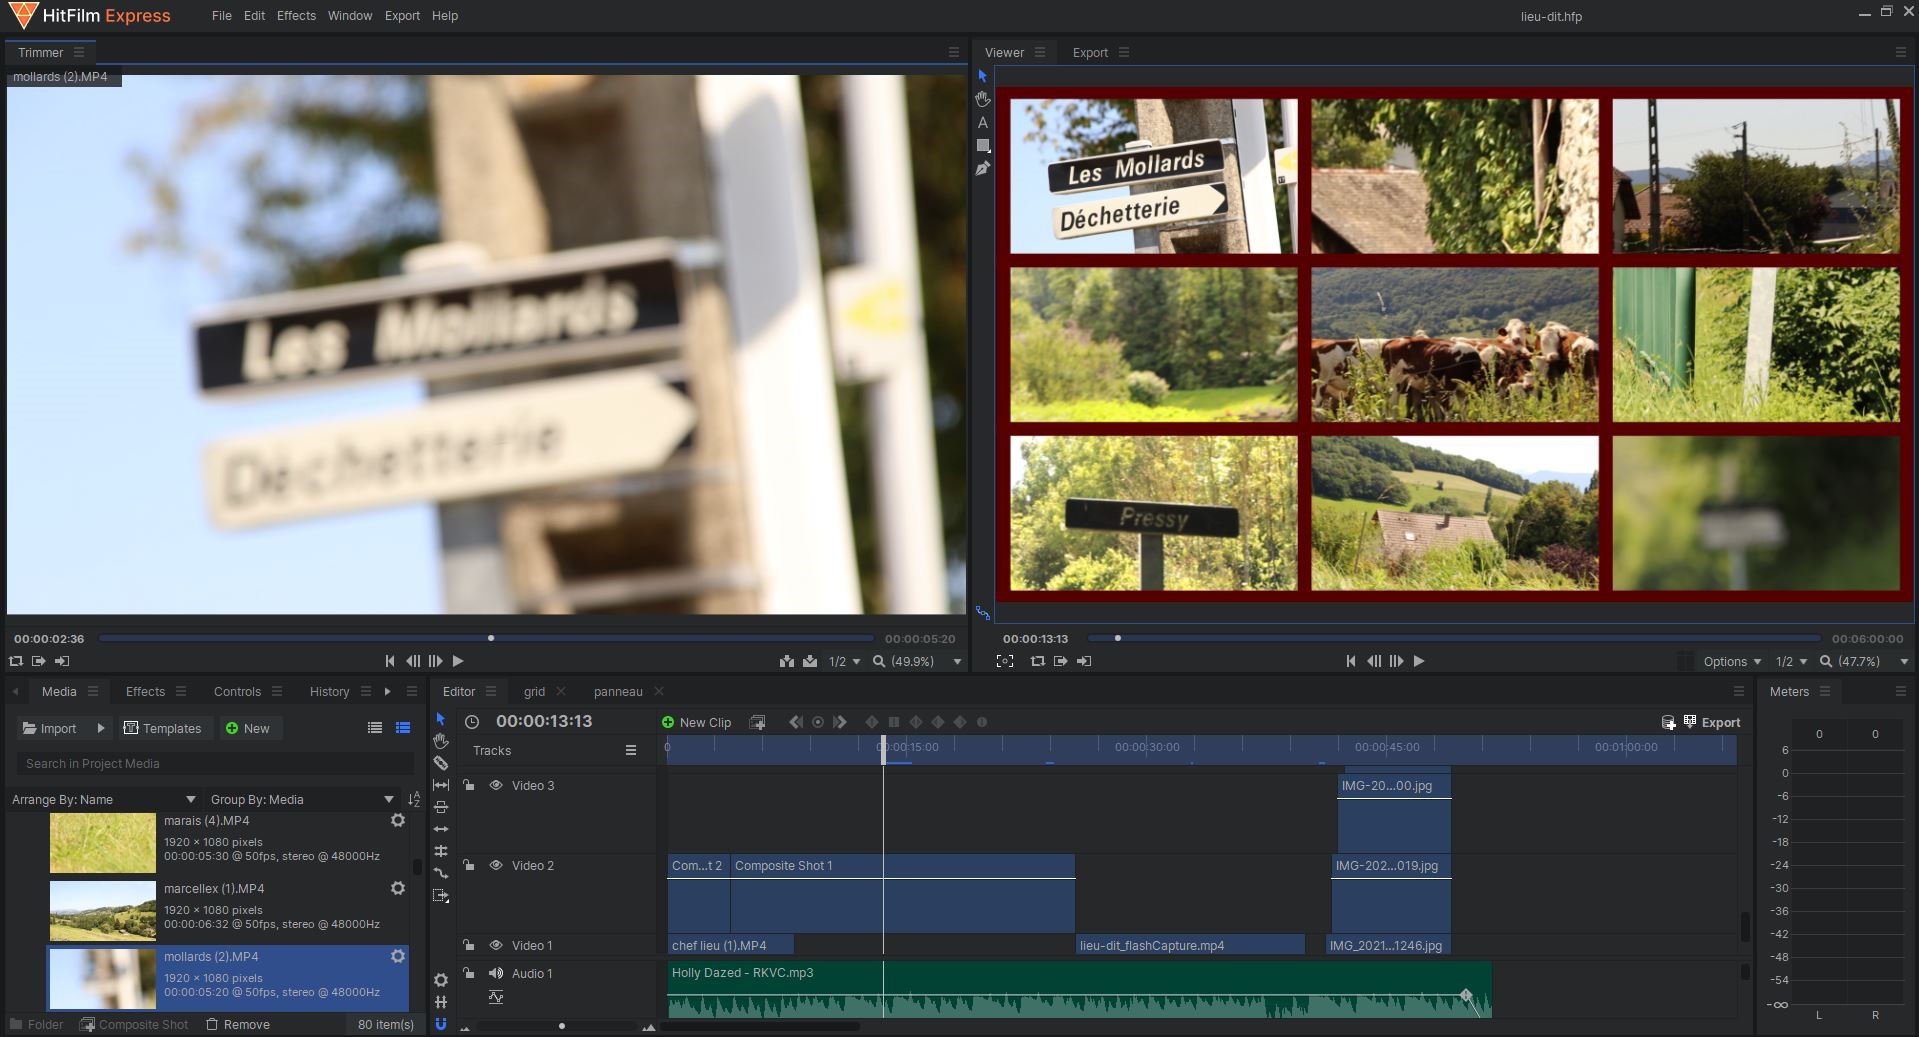 HitFilm Express
File Edit Effects Window Export Help
lieu-dit.hfp
Trimmer
Viewer
Export
mollards (2).MP4
Les Mollards
Déchetterie
Les Mollards
Déchetterie
Pressy
00:00:02:36
00:00:05:20
1/2
(49.9%)
00:00:13:13
00:06:00:00
Options
1/2
(47.7%)
Media
Effects
Controls
History
Import
Templates
New
Search in Project Media
Arrange By: Name
Group By: Media
marais (4).MP4
1920 × 1080 pixels
00:00:05:30 @ 50fps, stereo @ 48000Hz
marcellex (1).MP4
1920 × 1080 pixels
00:00:06:32 @ 50fps, stereo @ 48000Hz
mollards (2).MP4
1920 × 1080 pixels
00:00:05:20 @ 50fps, stereo @ 48000Hz
Folder
Composite Shot
Remove
80 item(s)
Editor
grid
panneau
00:00:13:13
New Clip
Export
Tracks
0
00:00:15:00
00:00:30:00
00:00:45:00
00:01:00:00
Video 3
IMG-20...00.jpg
Video 2
Com...t 2
Composite Shot 1
IMG-202...019.jpg
Video 1
chef lieu (1).MP4
lieu-dit_flashCapture.mp4
IMG_2021...1246.jpg
Audio 1
Holly Dazed - RKVC.mp3
Meters
0 0
6
0
-6
-12
-18
-24
-30
-36
-42
-48
-54
-∞
L R